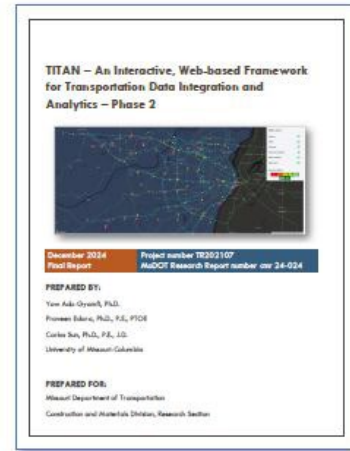 TITAN – An Interactive, Web-based Framework
for Transportation Data Integration and
Analytics – Phase 2
December 2024
Final Report
Project number TR202107
MoDOT Research Report number cmr 24-024
PREPARED BY:
Yaw Adu-Gyamfi, Ph.D.
Praveen Edara, Ph.D., P.E., PTOE
Carlos Sun, Ph.D., P.E., J.D.
University of Missouri-Columbia
PREPARED FOR:
Missouri Department of Transportation
Construction and Materials Division, Research Section